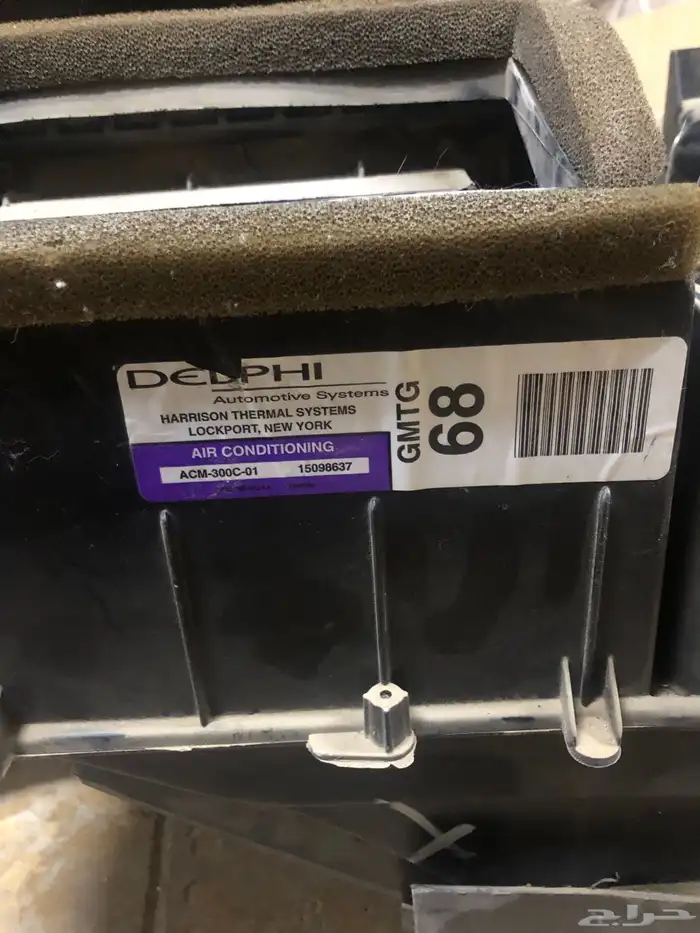 DELPHI
Automotive Systems
HARRISON THERMAL SYSTEMS
LOCKPORT, NEW YORK
AIR CONDITIONING
ACM-300C-01 15098637
GMTG
68
حراج